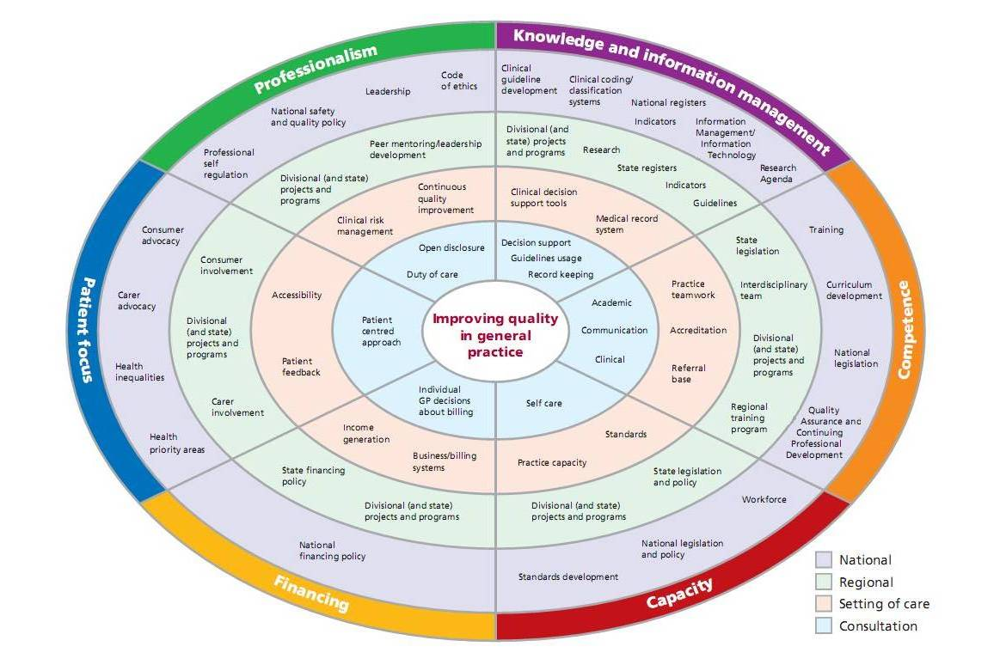 Professionalism
Code
of ethics
Leadership
National safety
and quality policy
Professional
self
regulation
Peer mentoring/leadership
development
Divisional (and state)
projects and
programs
Continuous
quality
improvement
Clinical risk
management
Open disclosure
Duty of care
Knowledge and information management
Clinical
guideline
development
Clinical coding/
classification
systems
National registers
Indicators
Information
Management/
Information
Technology
Research
Agenda
Divisional (and
state) projects
and programs
Research
State registers
Indicators
Guidelines
Clinical decision
support tools
Medical record
system
Decision support
Guidelines usage
Record keeping
Competence
Training
Curriculum
development
National
legislation
Quality
Assurance and
Continuing
Professional
Development
State
legislation
Interdisciplinary
team
Divisional
(and state)
projects and
programs
Regional
training
program
Practice
teamwork
Accreditation
Referral
base
Academic
Communication
Clinical
Improving quality
in general
practice
Patient focus
Consumer
advocacy
Carer
advocacy
Health
inequalities
Health
priority areas
Consumer
involvement
Divisional
(and state)
projects and
programs
Carer
involvement
Accessibility
Patient
feedback
Patient
centred
approach
Individual
GP decisions
about billing
Income
generation
Business/billing
systems
State financing
policy
Divisional (and state)
projects and programs
National
financing policy
Financing
Self care
Standards
Practice capacity
State legislation
and policy
Divisional (and state)
projects and programs
Workforce
National legislation
and policy
Standards development
Capacity
National
Regional
Setting of care
Consultation